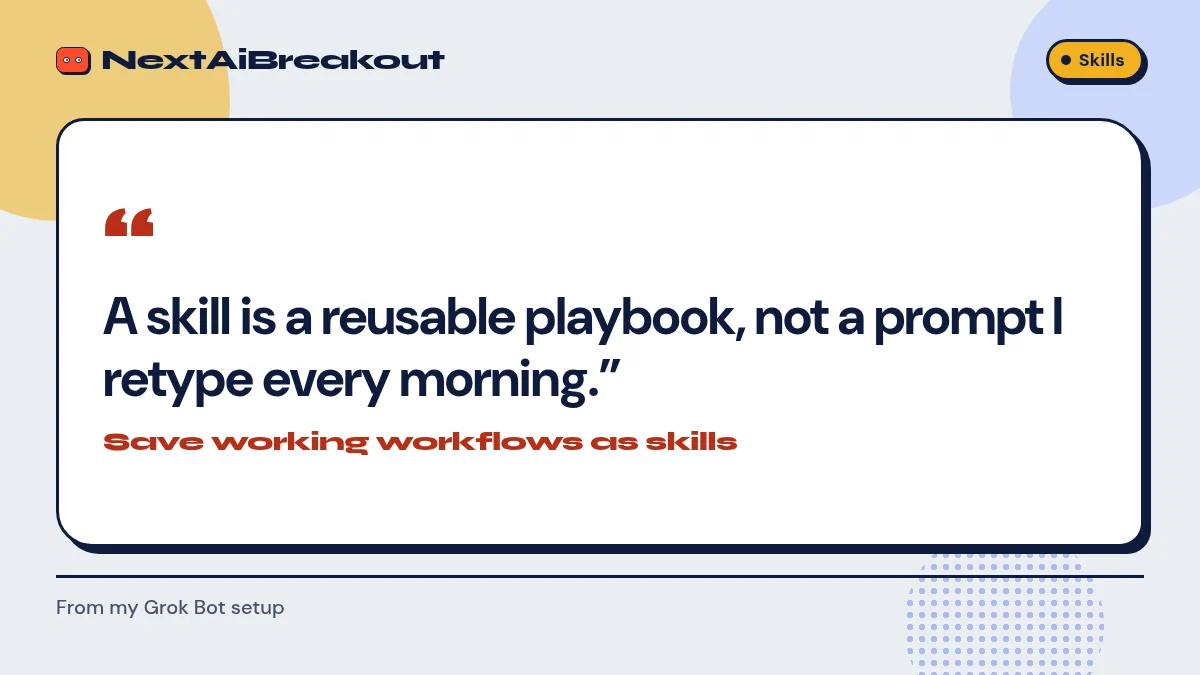 NextAiBreakout
Skills
“
A skill is a reusable playbook, not a prompt I
retype every morning.”
Save working workflows as skills
From my Grok Bot setup